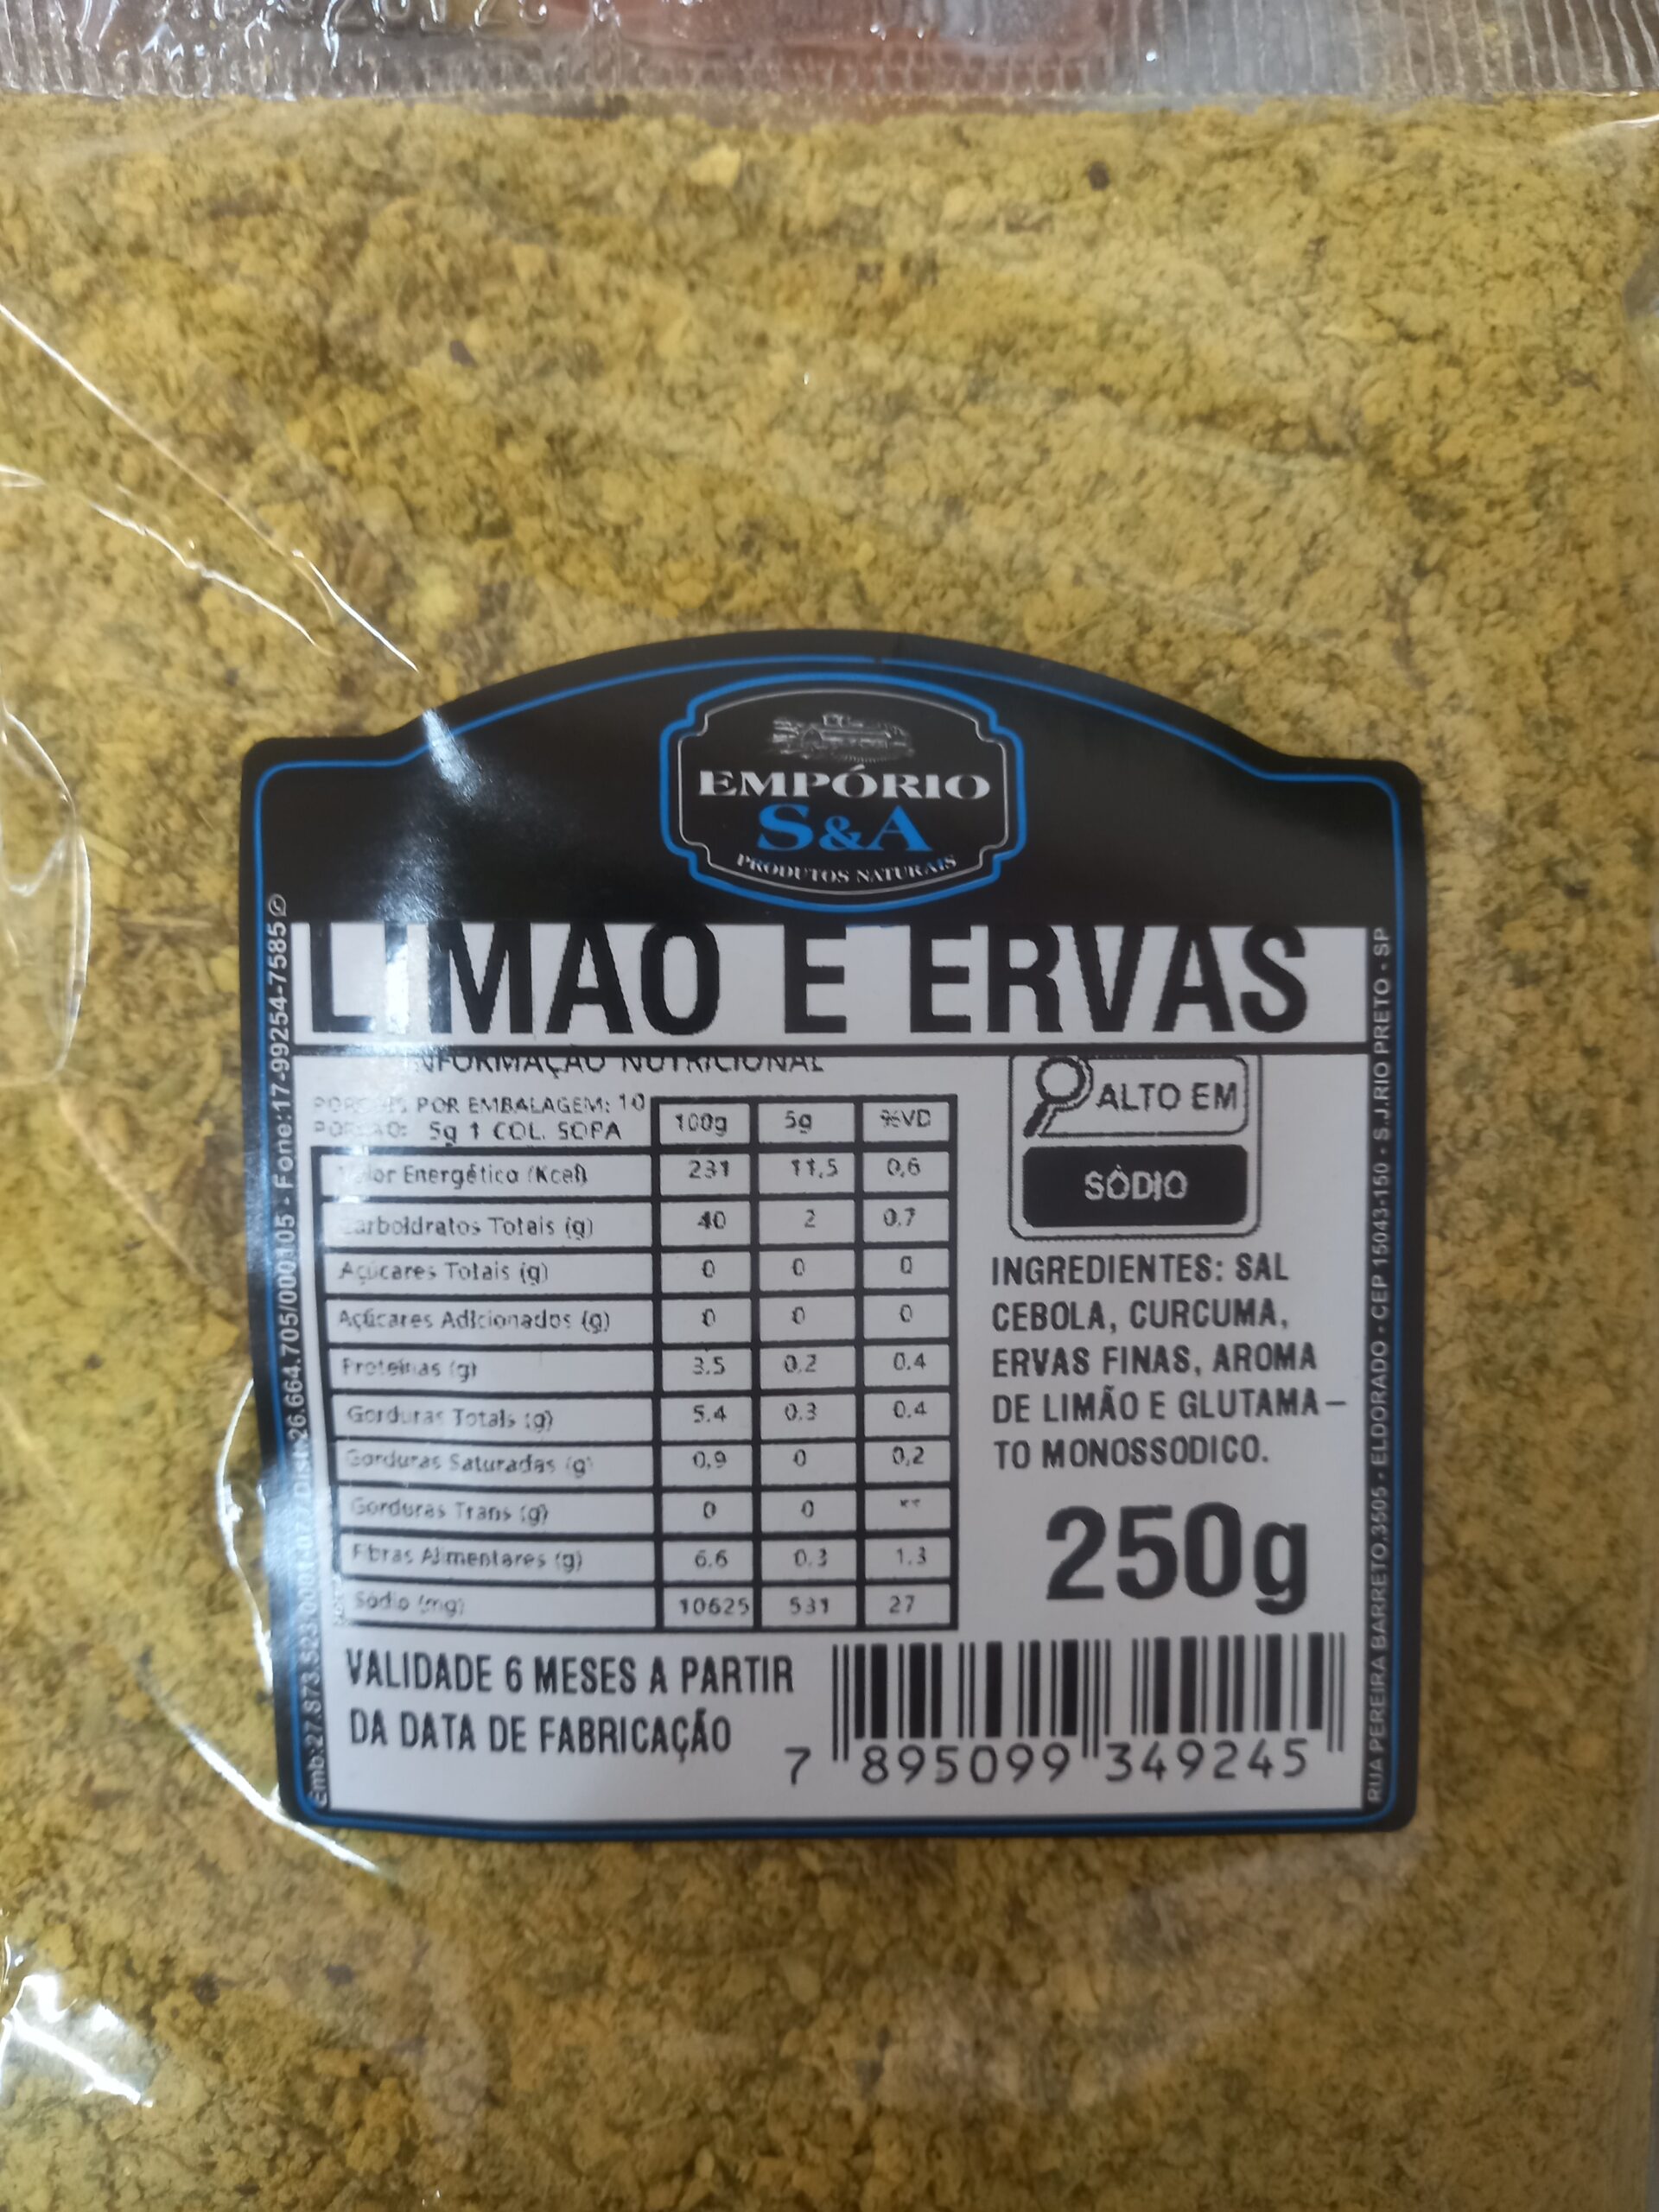 EMPÓRIO
S&A
PRODUTOS NATURAIS
LIMÃO E ERVAS
INFORMAÇÃO NUTRICIONAL
POR EMBALAGEM: 10
5g 1 COL. SOPA
100g 5g %VD
Valor Energético (Kcal) 231 11,5 0,6
Carboidratos Totais (g) 40 2 0,7
Açúcares Totais (g) 0 0 0
Açúcares Adicionados (g) 0 0 0
Proteínas (g) 3.5 0.2 0.4
Gorduras Totais (g) 5.4 0.3 0.4
Gorduras Saturadas (g) 0,9 0 0,2
Gorduras Trans (g) 0 0 **
Fibras Alimentares (g) 6.6 0.3 1.3
Sódio (mg) 10625 531 27
ALTO EM
SÓDIO
INGREDIENTES: SAL
CEBOLA, CURCUMA,
ERVAS FINAS, AROMA
DE LIMÃO E GLUTAMA-
TO MONOSSODICO.
250g
VALIDADE 6 MESES A PARTIR
DA DATA DE FABRICAÇÃO
7 895099 349245
26.664.705/000105 - Fone:17-99254-7585
RUA PEREIRA BARRETO,3505 - ELDORADO - CEP 15043-150 - S.J.RIO PRETO - SP